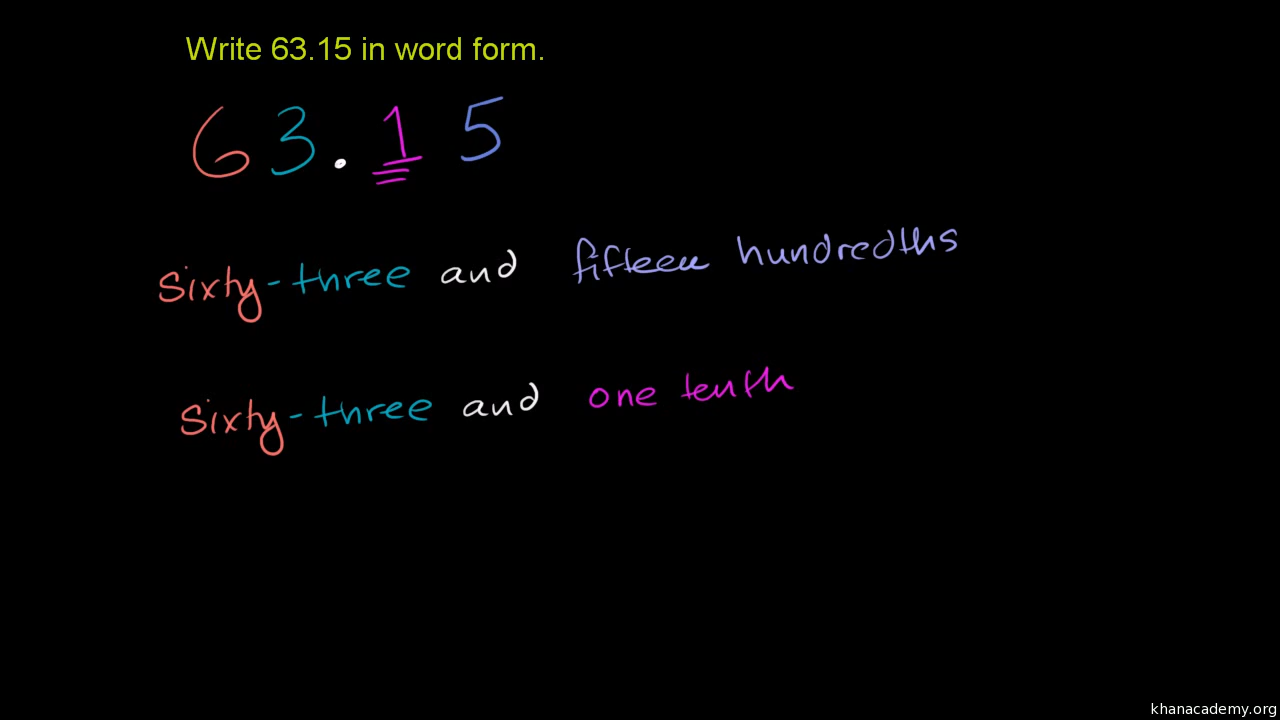 Write 63.15 in word form.
63.15
Sixty-three and fifteen hundredths
Sixty-three and one tenth
khanacademy.org